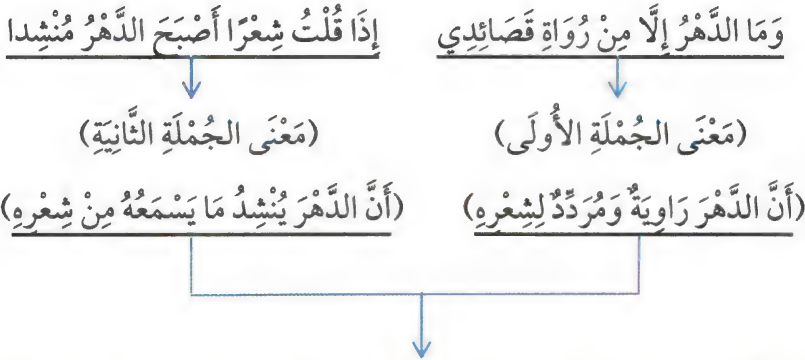 وَمَا الدَّهْرُ إِلَّا مِنْ رُوَاةِ قَصَائِدِي إِذَا قُلْتُ شِعْرًا أَصْبَحَ الدَّهْرُ مُنْشِدا
(مَعْنَى الجُمْلَةِ الأُولَى) (مَعْنَى الجُمْلَةِ الثَّانِيَةِ)
(أَنَّ الدَّهْرَ رَاوِيَةٌ وَمُرَدِّدٌ لِشِعْرِهِ) (أَنَّ الدَّهْرَ يُنْشِدُ مَا يَسْمَعُهُ مِنْ شِعْرِهِ)